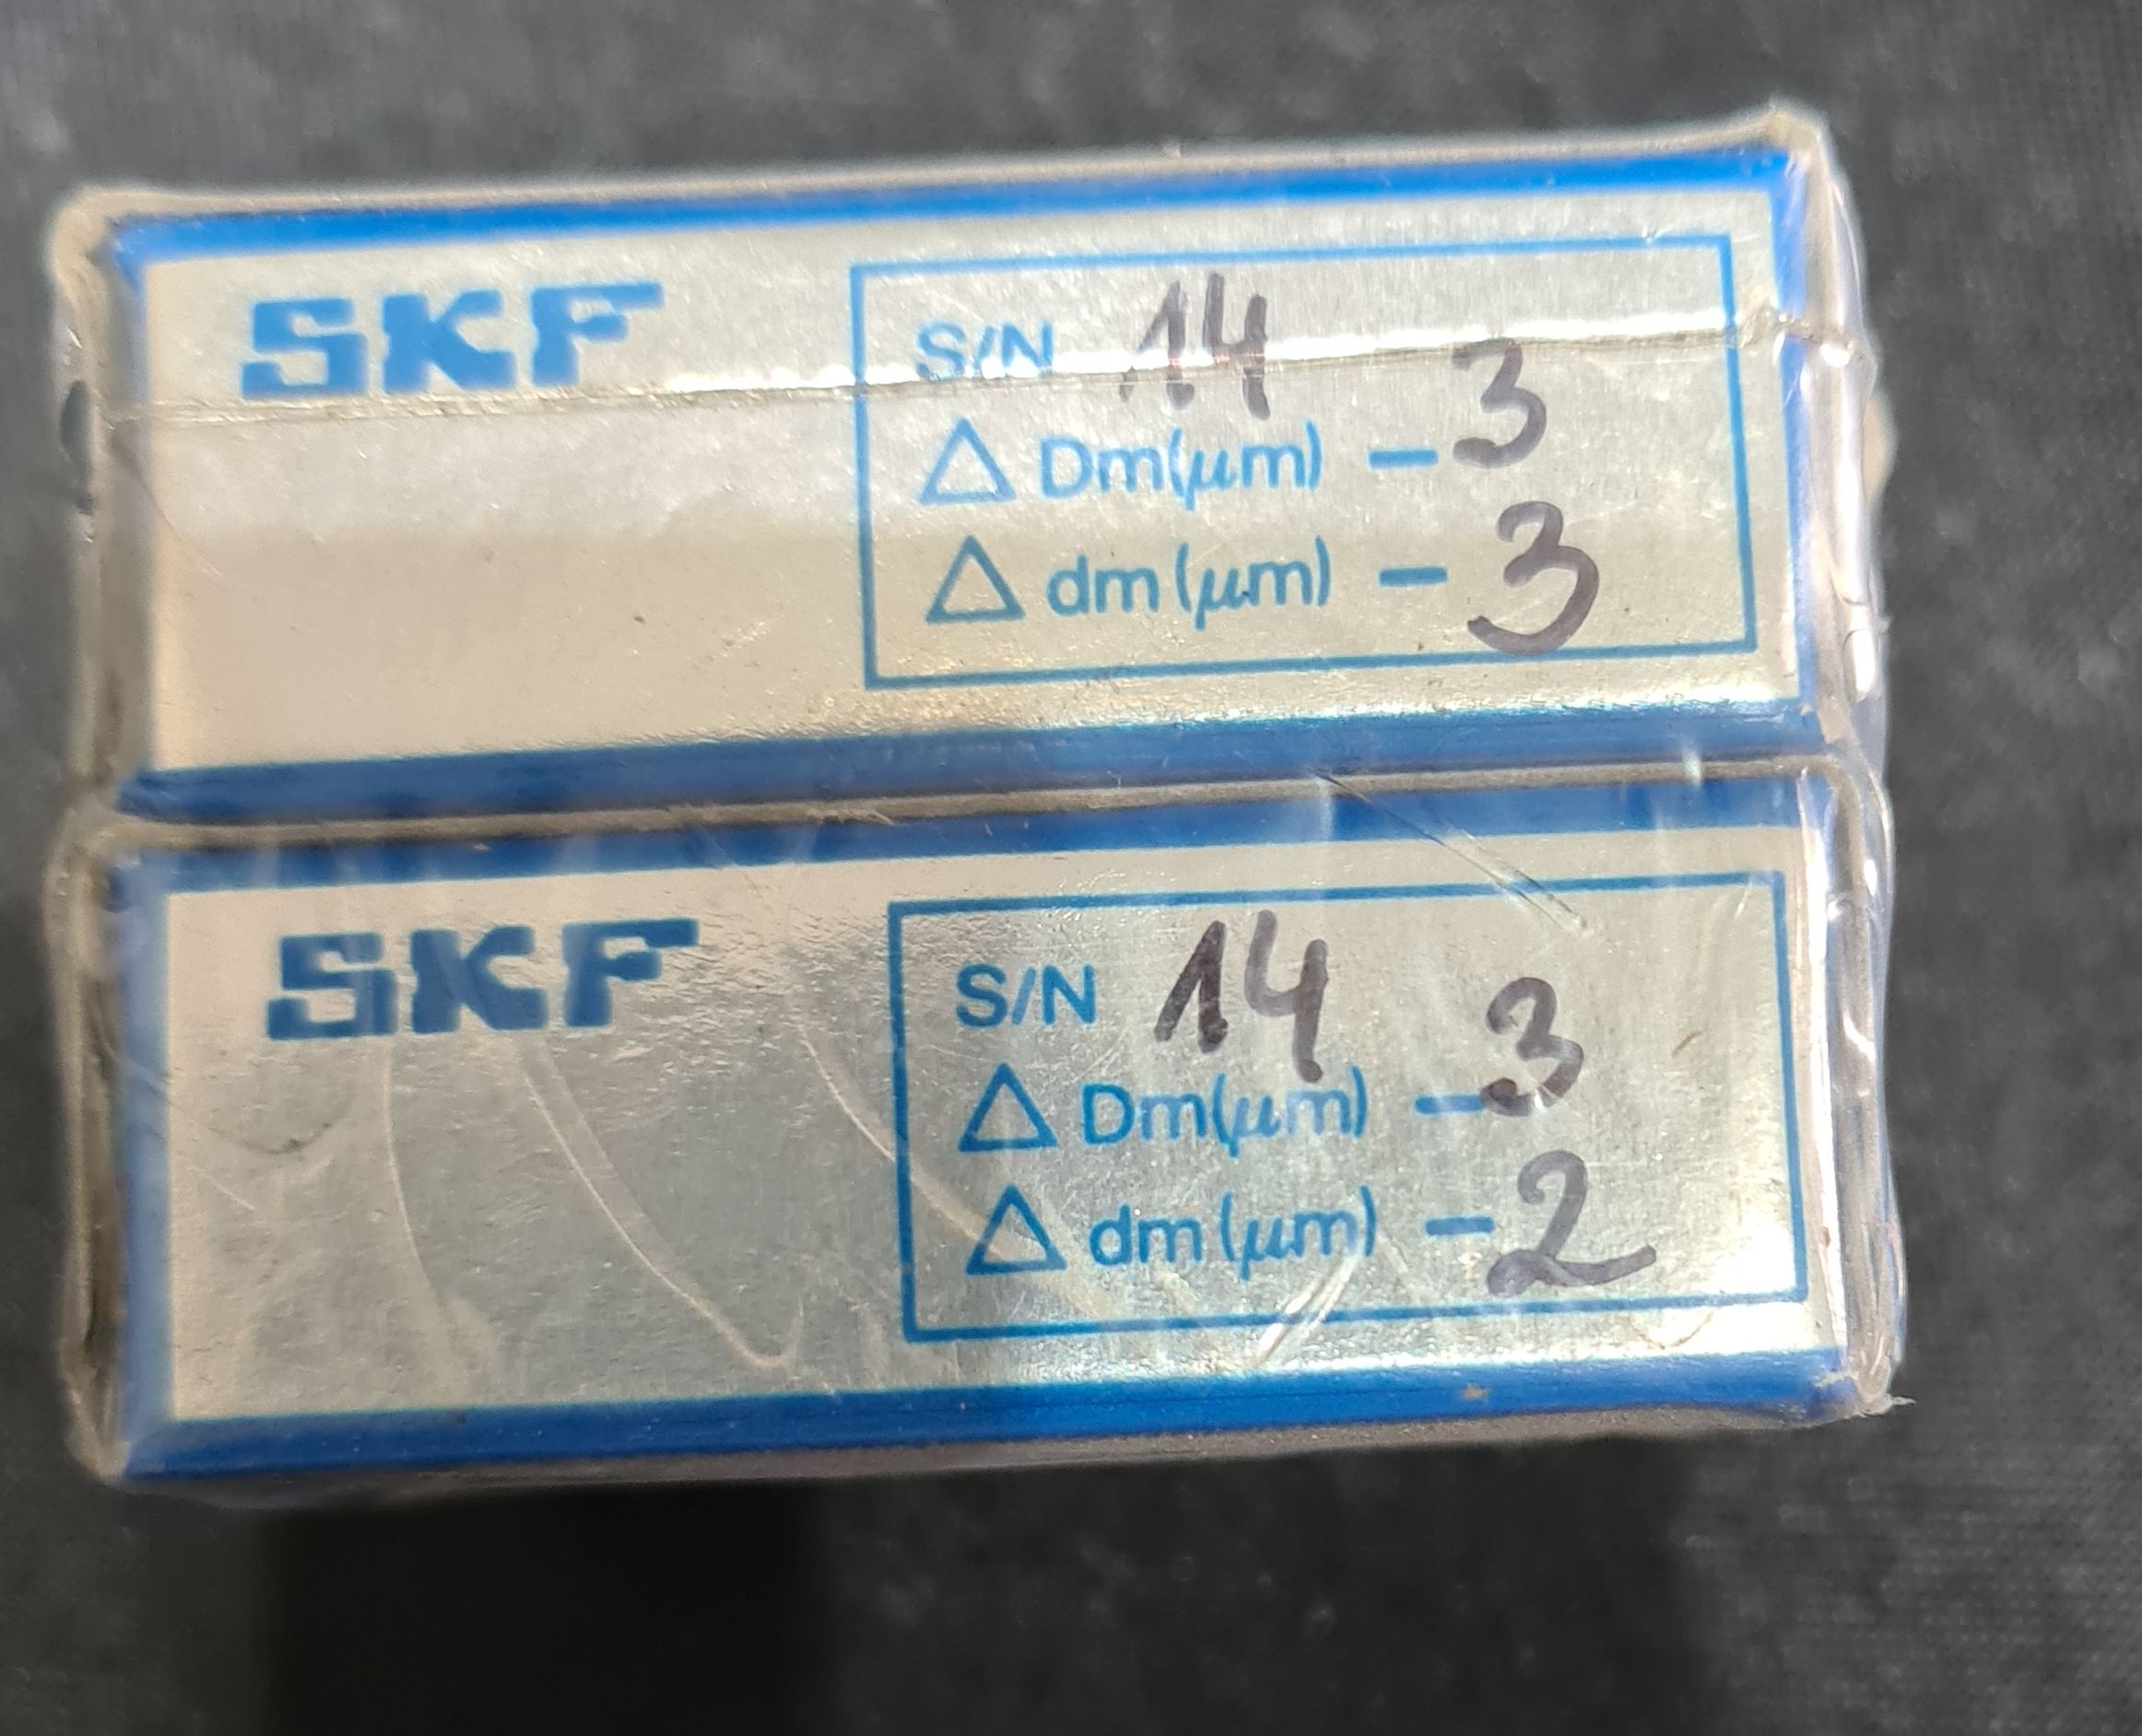 SKF
S/N 14
△ Dm(μm) – 3
△ dm(μm) – 3
SKF
S/N 14
△ Dm(μm) – 3
△ dm(μm) – 2